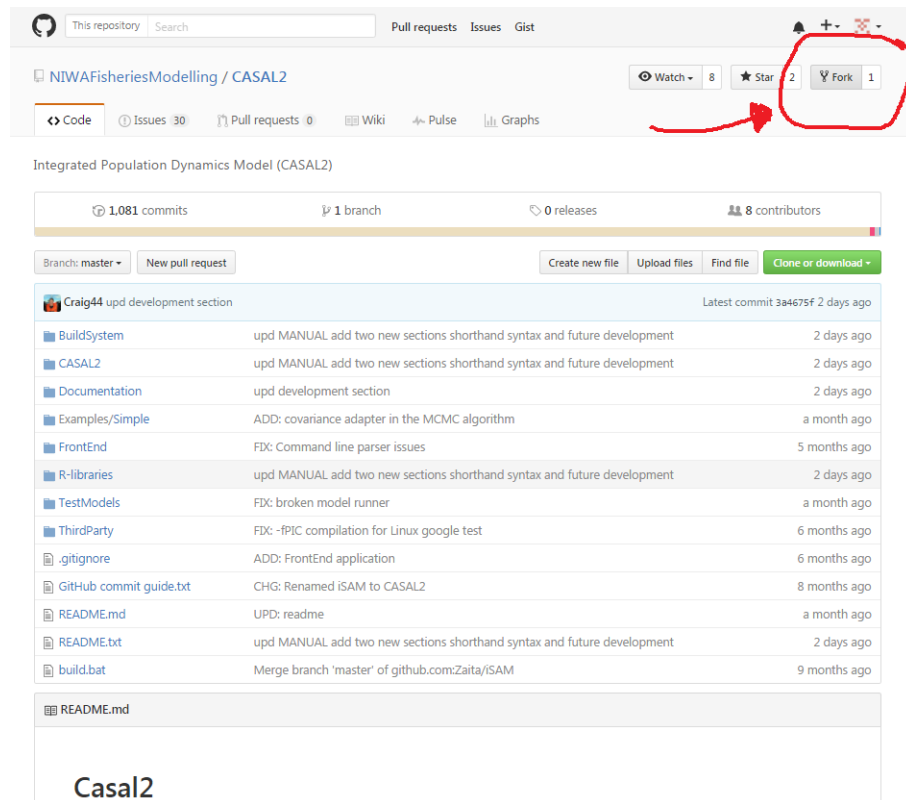 This repository Search Pull requests Issues Gist
NIWAFisheriesModelling / CASAL2 Watch 8 Star 2 Fork 1
Code Issues 30 Pull requests 0 Wiki Pulse Graphs
Integrated Population Dynamics Model (CASAL2)
1,081 commits 1 branch 0 releases 8 contributors
Branch: master New pull request Create new file Upload files Find file Clone or download
Craig44 upd development section Latest commit 3a4675f 2 days ago
BuildSystem upd MANUAL add two new sections shorthand syntax and future development 2 days ago
CASAL2 upd MANUAL add two new sections shorthand syntax and future development 2 days ago
Documentation upd development section 2 days ago
Examples/Simple ADD: covariance adapter in the MCMC algorithm a month ago
FrontEnd FIX: Command line parser issues 5 months ago
R-libraries upd MANUAL add two new sections shorthand syntax and future development 2 days ago
TestModels FIX: broken model runner a month ago
ThirdParty FIX: -fPIC compilation for Linux google test 6 months ago
.gitignore ADD: FrontEnd application 6 months ago
GitHub commit guide.txt CHG: Renamed iSAM to CASAL2 8 months ago
README.md UPD: readme a month ago
README.txt upd MANUAL add two new sections shorthand syntax and future development 2 days ago
build.bat Merge branch 'master' of github.com:Zaita/iSAM 9 months ago
README.md
Casal2